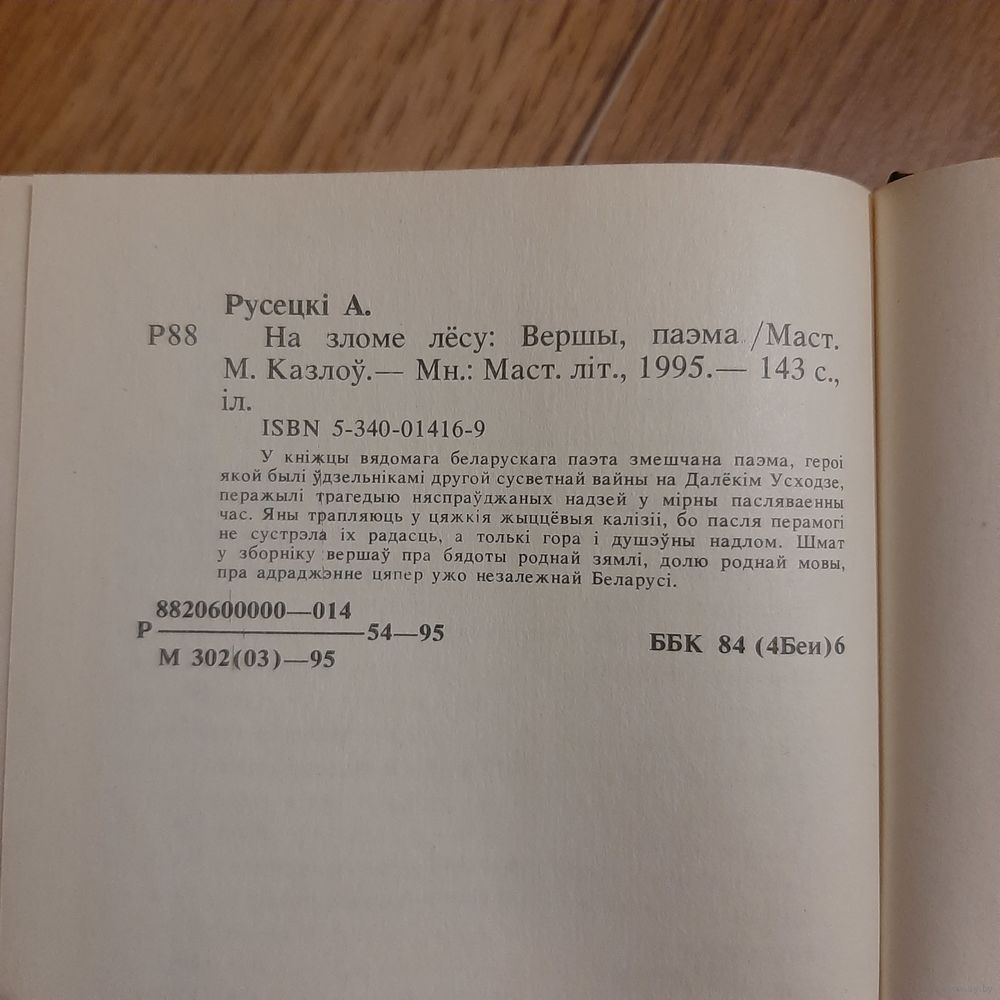 Русецкі А.
Р88 На зломе лёсу: Вершы, паэма /Маст.
М. Казлоў.— Мн.: Маст. літ., 1995.— 143 с.,
іл.
ISBN 5-340-01416-9
У кніжцы вядомага беларускага паэта змешчана паэма, героі
якой былі ўдзельнікамі другой сусветнай вайны на Далёкім Усходзе,
перажылі трагедыю няспраўджаных надзей у мірны пасляваенны
час. Яны трапляюць у цяжкія жыццёвыя калізіі, бо пасля перамогі
не сустрэла іх радасць, а толькі гора і душэўны надлом. Шмат
у зборніку вершаў пра бядоты роднай зямлі, долю роднай мовы,
пра адраджэнне цяпер ужо незалежнай Беларусі.
8820600000—014
Р ———— 54—95
М 302(03)—95
ББК 84 (4Беи)6